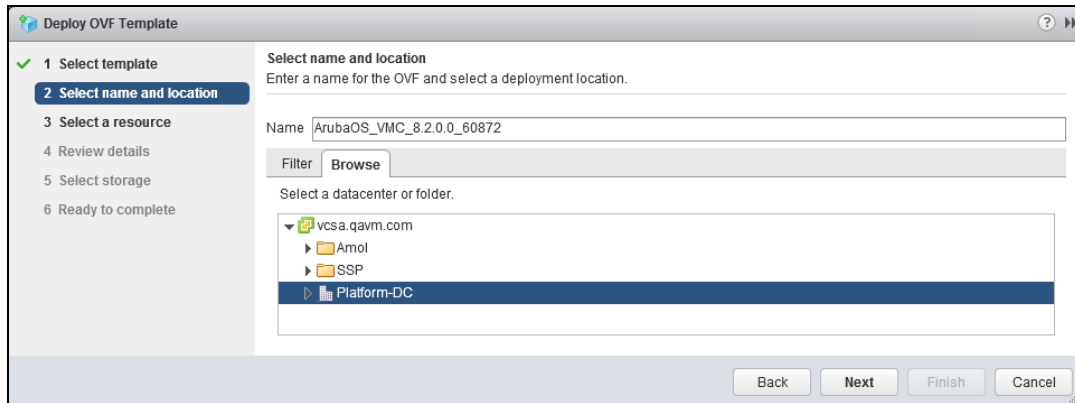 Deploy OVF Template
?
1 Select template
2 Select name and location
3 Select a resource
4 Review details
5 Select storage
6 Ready to complete
Select name and location
Enter a name for the OVF and select a deployment location.
Name ArubaOS_VMC_8.2.0.0_60872
Filter Browse
Select a datacenter or folder.
vcsa.qavm.com
Amol
SSP
Platform-DC
Back Next Finish Cancel